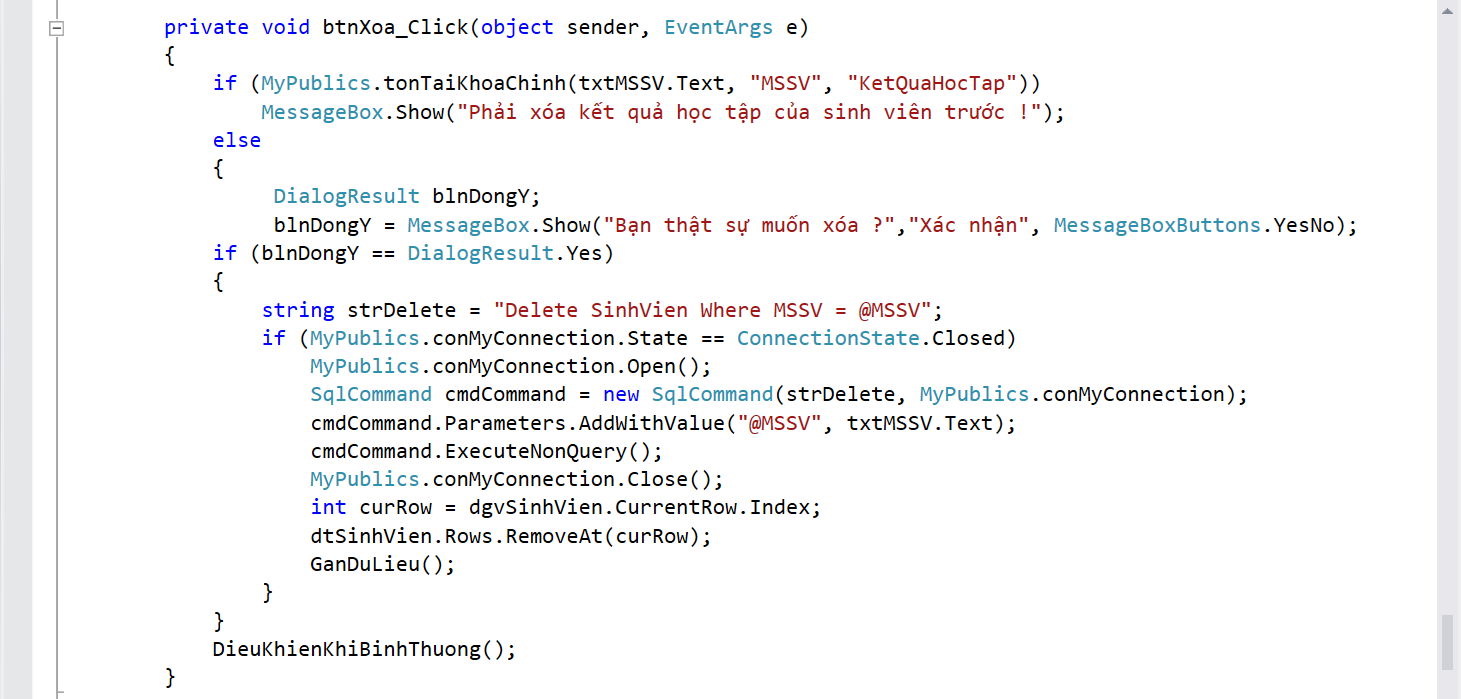 private void btnXoa_Click(object sender, EventArgs e)
{
if (MyPublics.tonTaiKhoaChinh(txtMSSV.Text, "MSSV", "KetQuaHocTap"))
MessageBox.Show("Phải xóa kết quả học tập của sinh viên trước !");
else
{
DialogResult blnDongY;
blnDongY = MessageBox.Show("Bạn thật sự muốn xóa ?","Xác nhận", MessageBoxButtons.YesNo);
if (blnDongY == DialogResult.Yes)
{
string strDelete = "Delete SinhVien Where MSSV = @MSSV";
if (MyPublics.conMyConnection.State == ConnectionState.Closed)
MyPublics.conMyConnection.Open();
SqlCommand cmdCommand = new SqlCommand(strDelete, MyPublics.conMyConnection);
cmdCommand.Parameters.AddWithValue("@MSSV", txtMSSV.Text);
cmdCommand.ExecuteNonQuery();
MyPublics.conMyConnection.Close();
int curRow = dgvSinhVien.CurrentRow.Index;
dtSinhVien.Rows.RemoveAt(curRow);
GanDuLieu();
}
}
DieuKhienKhiBinhThuong();
}